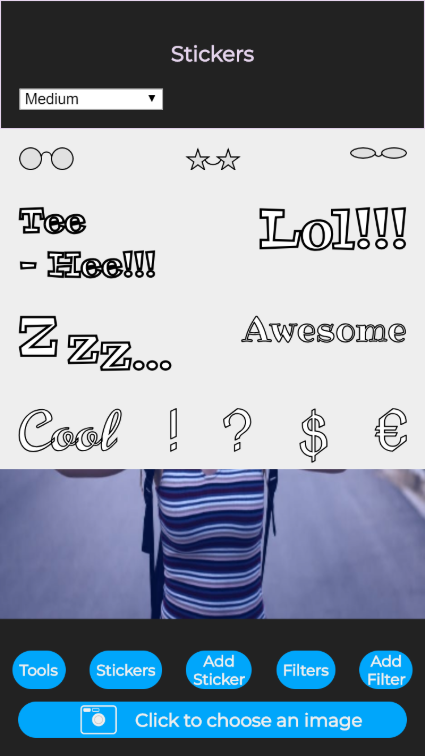 Stickers
Medium
Tee
- Hee!!!
Lol!!!
Z zz...
Awesome
Cool ! ? $ €
Tools
Stickers
Add
Sticker
Filters
Add
Filter
Click to choose an image